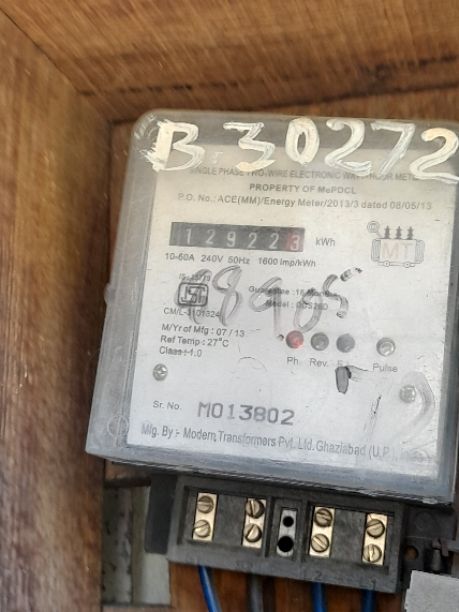 B 30272
SINGLE PHASE TWO-WIRE ELECTRONIC WATT HOUR METER
PROPERTY OF MePDCL
P.O. No.: ACE(MM)/Energy Meter/2013/3 dated 08/05/13
129223 kWh
10-60A 240V 50Hz 1600 Imp/kWh
MT
CM/L-3101324
M/Yr of Mfg : 07 / 13
Ref Temp : 27°C
Class : 1.0
Ph. Rev. E.L. Pulse
Sr. No. M013802
Mfg. By :- Modern Transformers Pvt. Ltd. Ghaziabad (U.P.)